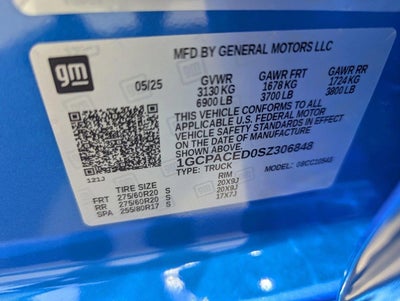 gm
MFD BY GENERAL MOTORS LLC
05/25 GVWR GAWR FRT GAWR RR
3130 KG 1678 KG 1724 KG
6900 LB 3700 LB 3800 LB
THIS VEHICLE CONFORMS TO ALL
APPLICABLE U.S. FEDERAL MOTOR
VEHICLE SAFETY STANDARDS IN EFFECT
ON THE DATE OF MANUFACTURE
SHOWN ABOVE.
1GCPACED0SZ306848
121J
TYPE: TRUCK MODEL:
TIRE SIZE RIM
FRT 275/60R20 S 20X9J
RR 275/60R20 S 20X9J
SPA 255/80R17 S 17X7J